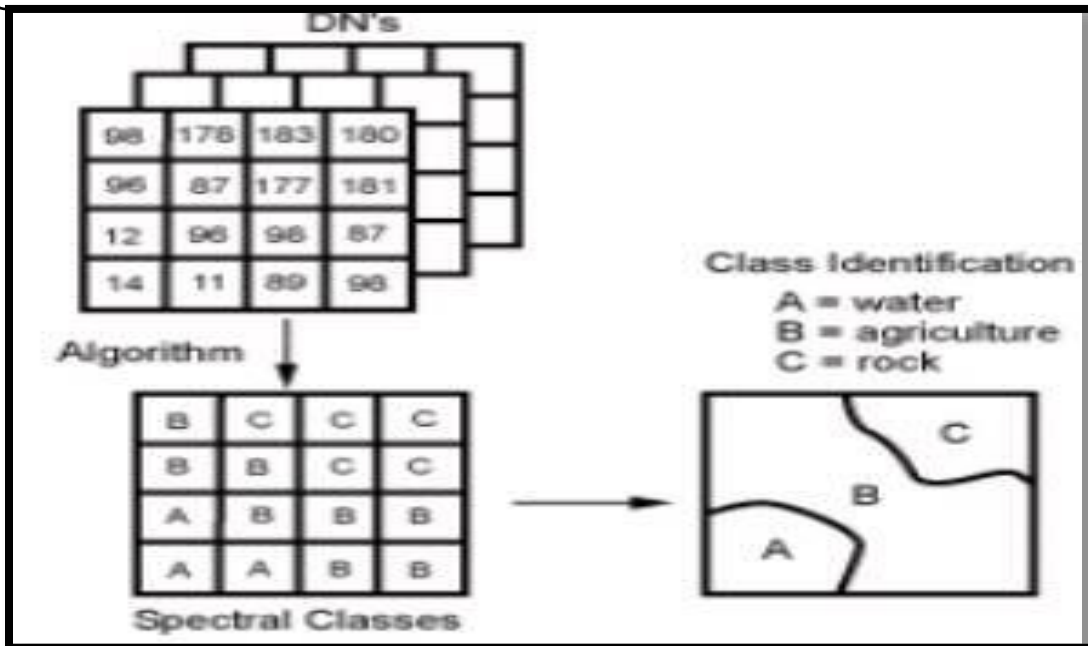 DN's
98 178 183 180
96 87 177 181
12 96 98 87
14 11 89 98
Algorithm
B C C C
B B C C
A B B B
A A B B
Spectral Classes
Class Identification
A = water
B = agriculture
C = rock
C
B
A